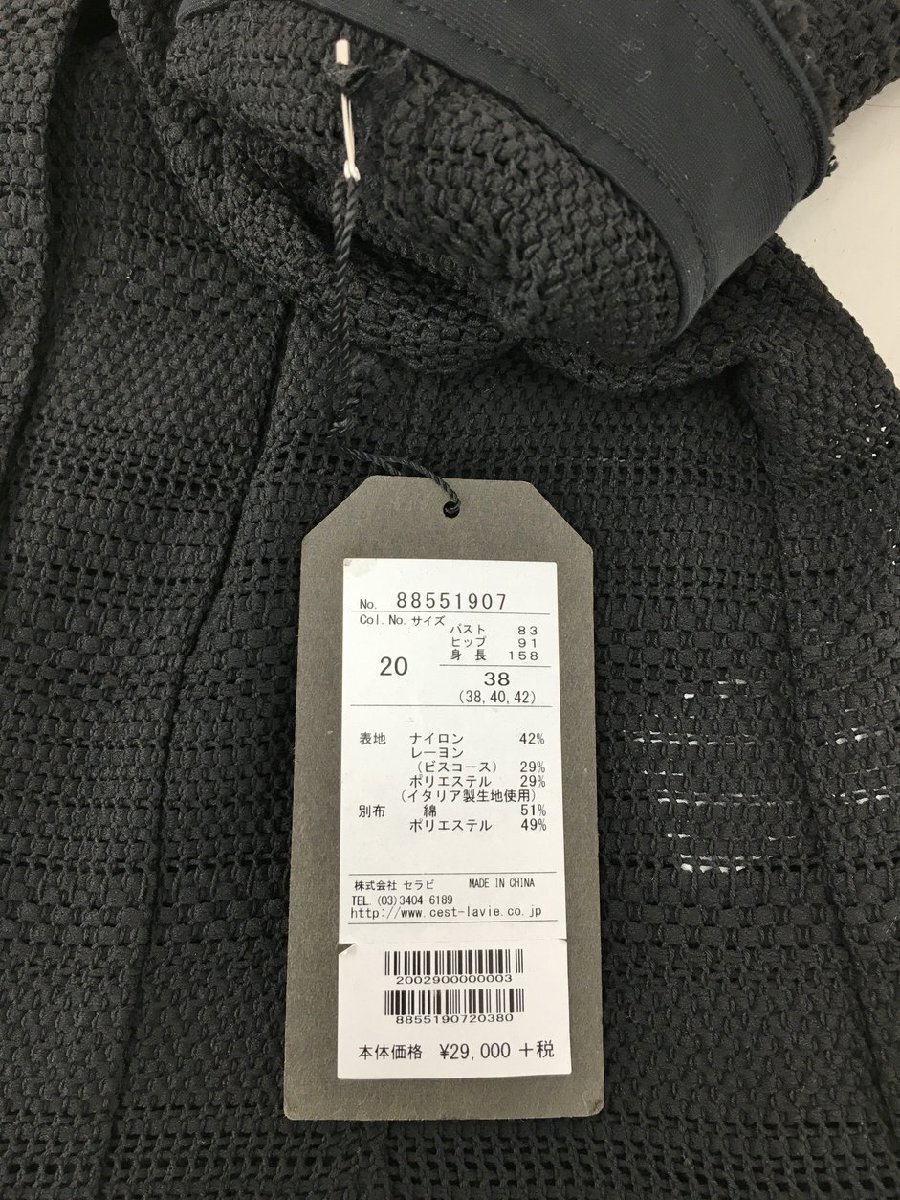 No. 88551907
Col.No. サイズ
バスト 83
ヒップ 91
身長 158
20
38
(38,40,42)
表地 ナイロン 42%
レーヨン
(ビスコース) 29%
ポリエステル 29%
(イタリア製生地使用)
別布 綿 51%
ポリエステル 49%
株式会社 セラビ MADE IN CHINA
TEL. (03)3404 6189
http://www.cest-lavie.co.jp
2002900000003
8855190720380
本体価格 ¥29,000 +税